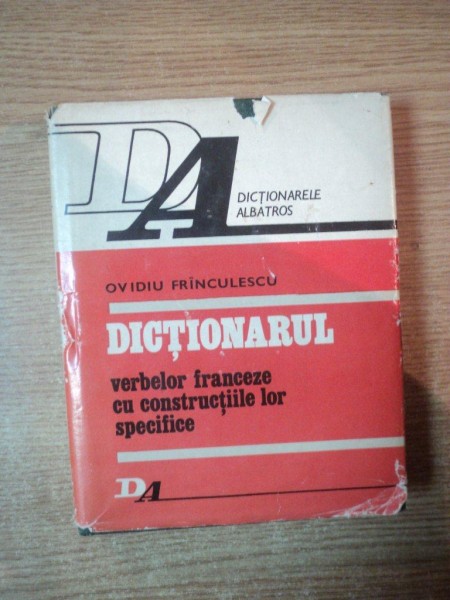 DA
DICȚIONARELE
ALBATROS
OVIDIU FRÎNCULESCU
DICȚIONARUL
verbelor franceze
cu construcțiile lor
specifice
DA